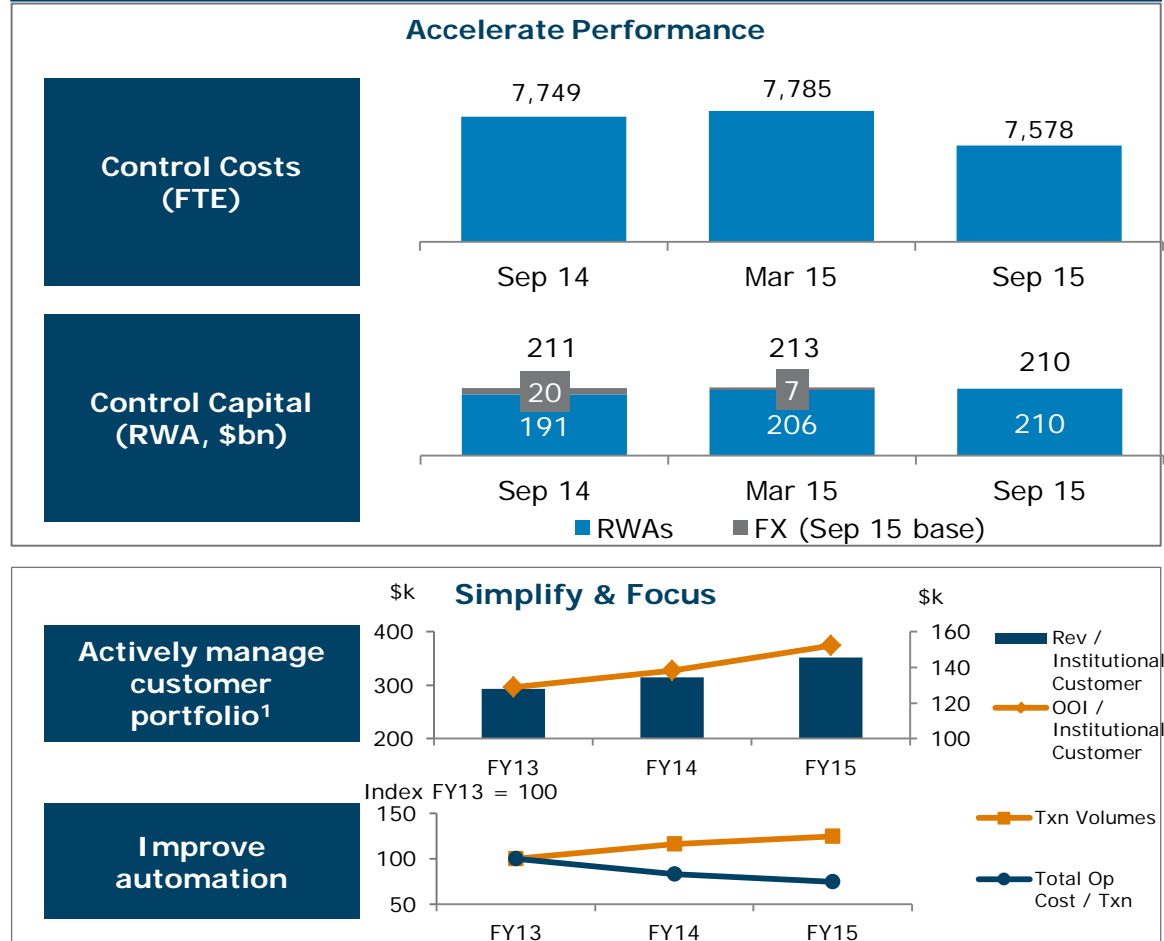 Accelerate Performance
Control Costs
(FTE)
7,749
7,785
7,578
Sep 14
Mar 15
Sep 15
Control Capital
(RWA, $bn)
211
213
210
20
7
191
206
210
Sep 14
Mar 15
Sep 15
RWAs
FX (Sep 15 base)
Simplify & Focus
$k
$k
Actively manage
customer
portfolio¹
400
300
200
160
140
120
100
FY13
FY14
FY15
Rev /
Institutional
Customer
OOI /
Institutional
Customer
Improve
automation
Index FY13 = 100
150
100
50
FY13
FY14
FY15
Txn Volumes
Total Op
Cost / Txn